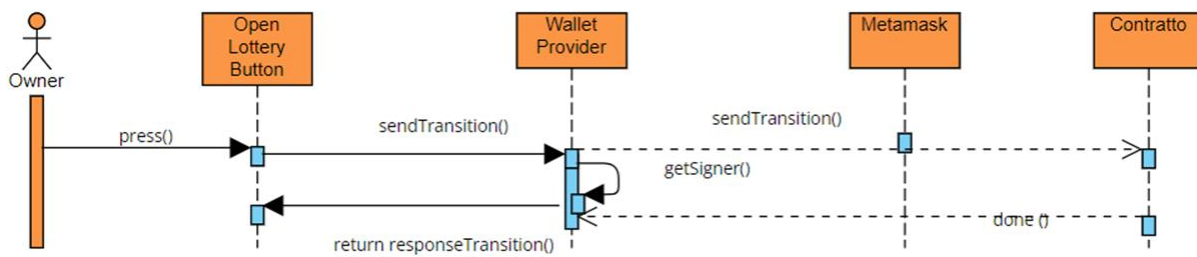 Open
Lottery
Button
Wallet
Provider
Metamask
Contratto
Owner
press()
sendTransition()
sendTransition()
getSigner()
done ()
return responseTransition()